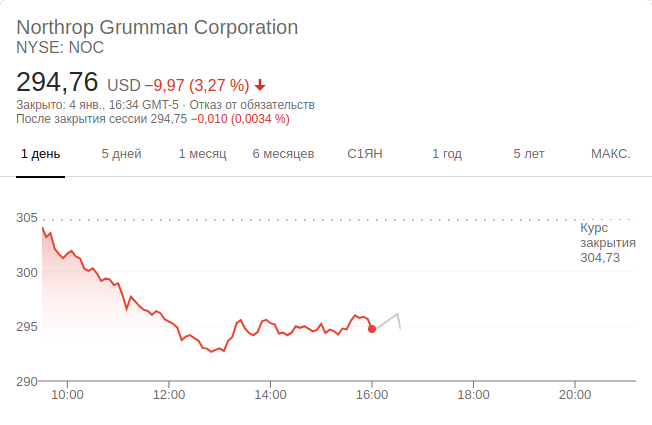 Northrop Grumman Corporation
NYSE: NOC
294,76 USD −9,97 (3,27 %)
Закрыто: 4 янв., 16:34 GMT-5 · Отказ от обязательств
После закрытия сессии 294,75 −0,010 (0,0034 %)
1 день 5 дней 1 месяц 6 месяцев С1ЯН 1 год 5 лет МАКС.
305
Курс
закрытия
304,73
300
295
290
10:00 12:00 14:00 16:00 18:00 20:00